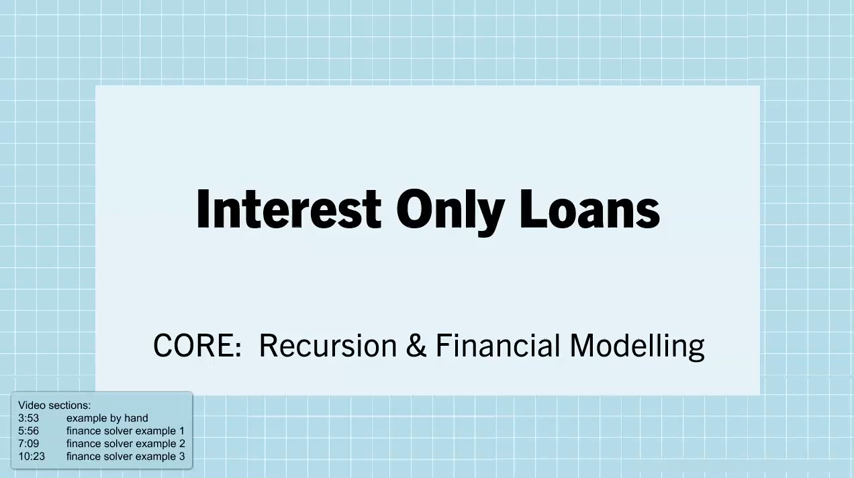 Interest Only Loans
CORE: Recursion & Financial Modelling
Video sections:
3:53 example by hand
5:56 finance solver example 1
7:09 finance solver example 2
10:23 finance solver example 3